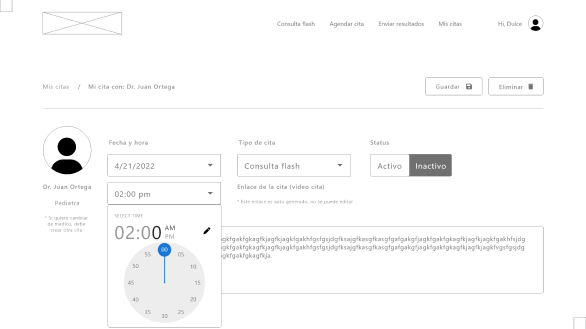 Consulta flash
Agendar cita
Enviar resultados
Mis citas
Hi, Dulce
Mis citas / Mi cita con: Dr. Juan Ortega
Guardar
Eliminar
Fecha y hora
Tipo de cita
Status
4/21/2022
Consulta flash
Activo
Inactivo
Dr. Juan Ortega
Pediatra
* Si quiere cambiar
de medico, debe
crear otra cita
02:00 pm
Enlace de la cita (video cita)
* Este enlace es auto generado, no se puede editar
SELECT TIME
02:00
AM
PM
00
05
10
15
20
25
30
35
40
45
50
55